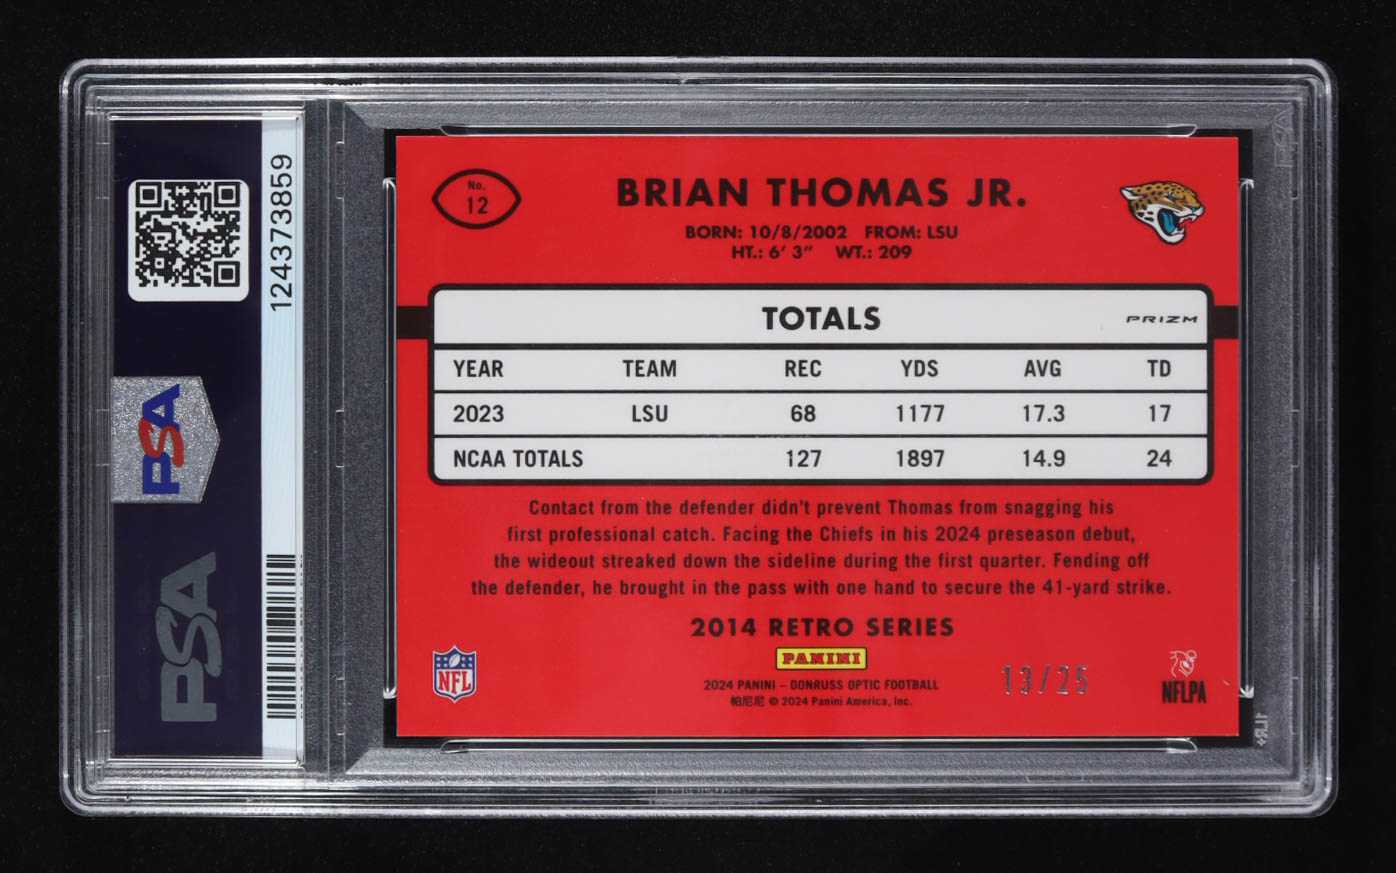 124373859
PSA
PSA
No.
12
BRIAN THOMAS JR.
BORN: 10/8/2002 FROM: LSU
HT.: 6' 3" WT.: 209
TOTALS
PRIZM
YEAR TEAM REC YDS AVG TD
2023 LSU 68 1177 17.3 17
NCAA TOTALS 127 1897 14.9 24
Contact from the defender didn't prevent Thomas from snagging his
first professional catch. Facing the Chiefs in his 2024 preseason debut,
the wideout streaked down the sideline during the first quarter. Fending off
the defender, he brought in the pass with one hand to secure the 41-yard strike.
2014 RETRO SERIES
PANINI
2024 PANINI – DONRUSS OPTIC FOOTBALL
帕尼尼 © 2024 Panini America, Inc.
13/25
NFL
NFLPA
1LR+
PSA